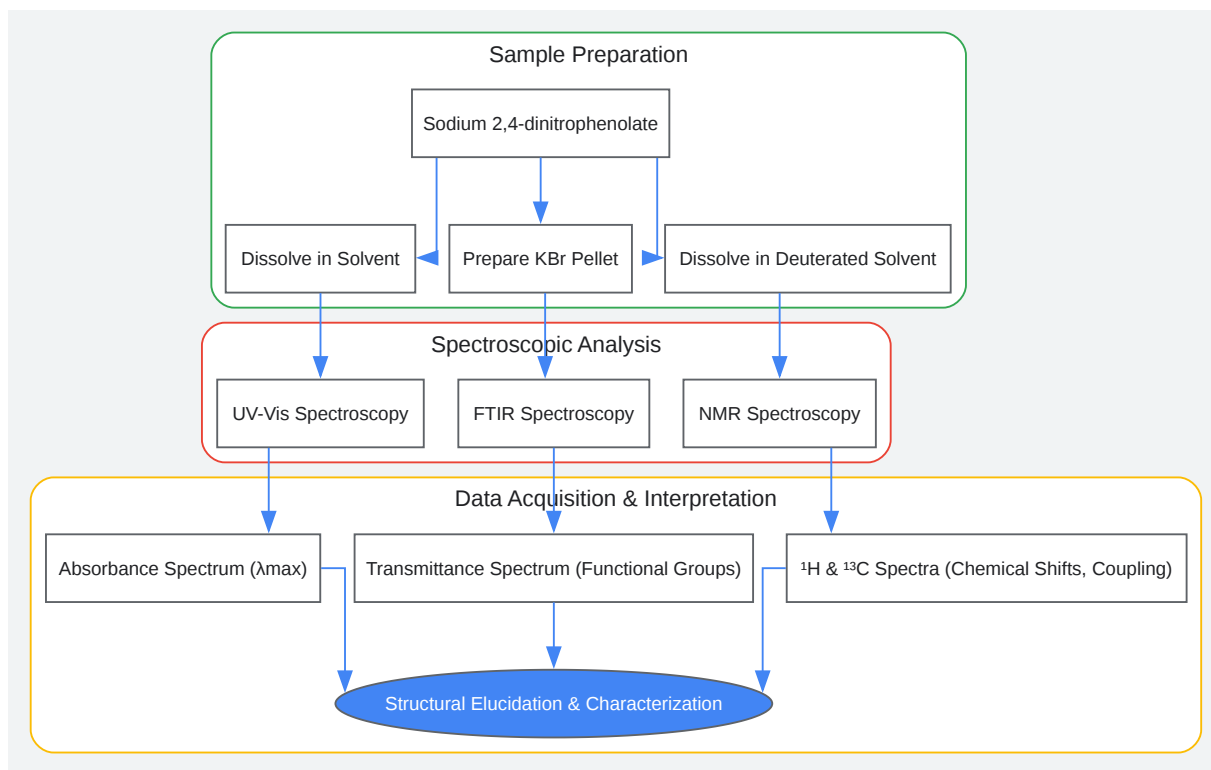 Sample Preparation
Sodium 2,4-dinitrophenolate
Dissolve in Solvent
Prepare KBr Pellet
Dissolve in Deuterated Solvent
Spectroscopic Analysis
UV-Vis Spectroscopy
FTIR Spectroscopy
NMR Spectroscopy
Data Acquisition & Interpretation
Absorbance Spectrum (λmax)
Transmittance Spectrum (Functional Groups)
¹H & ¹³C Spectra (Chemical Shifts, Coupling)
Structural Elucidation & Characterization